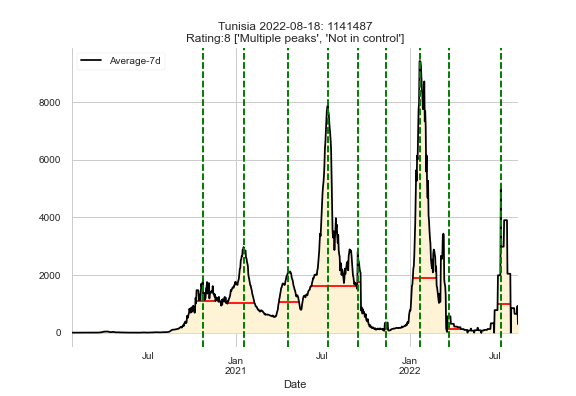 Tunisia 2022-08-18: 1141487
Rating:8 ['Multiple peaks', 'Not in control']
Average-7d
8000
6000
4000
2000
0
Jul
Jan
2021
Jul
Jan
2022
Jul
Date